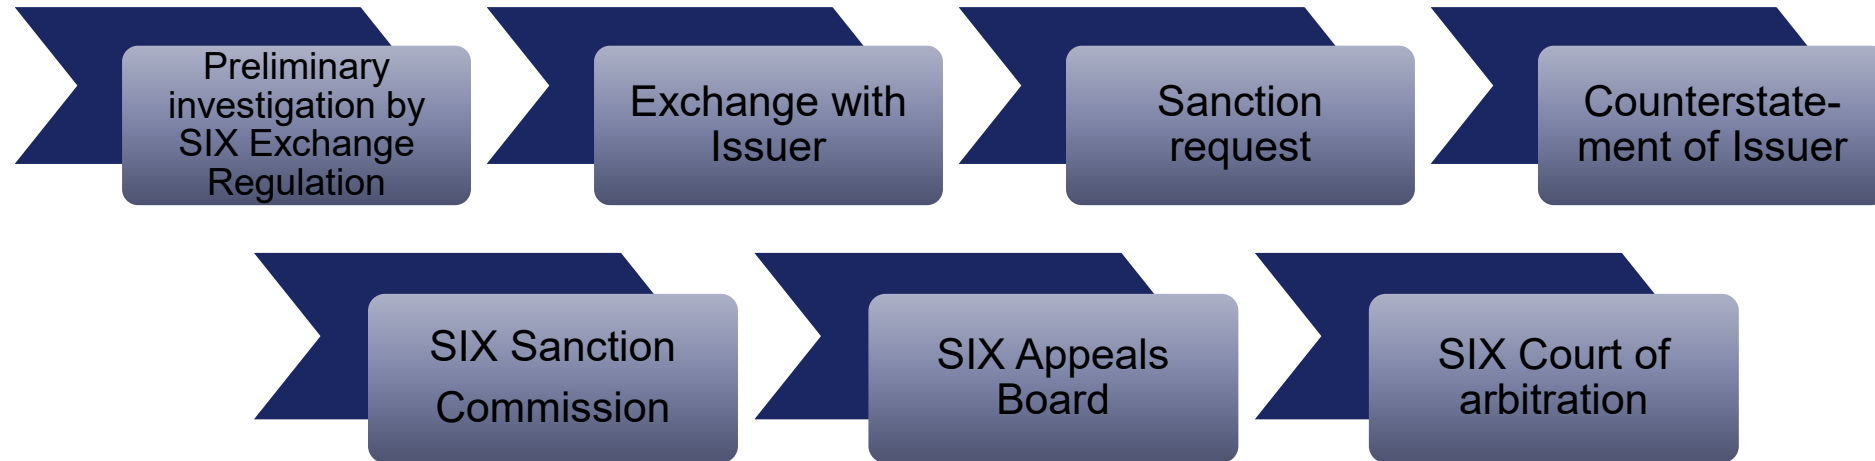 Preliminary
investigation by
SIX Exchange
Regulation
Exchange with
Issuer
Sanction
request
Counterstate-
ment of Issuer
SIX Sanction
Commission
SIX Appeals
Board
SIX Court of
arbitration